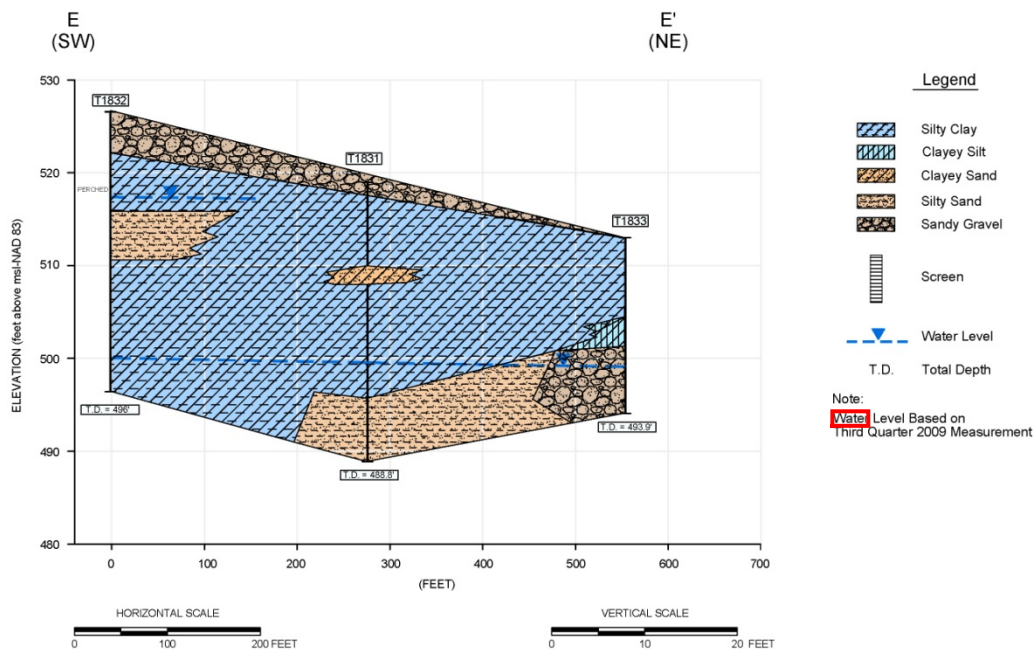 E
(SW)
E'
(NE)
530
520
510
500
490
480
ELEVATION (feet above msl-NAD 83)
T1832
T1831
T1833
PERCHED
T.D. = 496'
T.D. = 488.8'
T.D. = 493.9'
0
100
200
300
400
500
600
700
(FEET)
HORIZONTAL SCALE
0 100 200 FEET
VERTICAL SCALE
0 10 20 FEET
Legend
Silty Clay
Clayey Silt
Clayey Sand
Silty Sand
Sandy Gravel
Screen
Water Level
T.D. Total Depth
Note:
Water Level Based on
Third Quarter 2009 Measurement